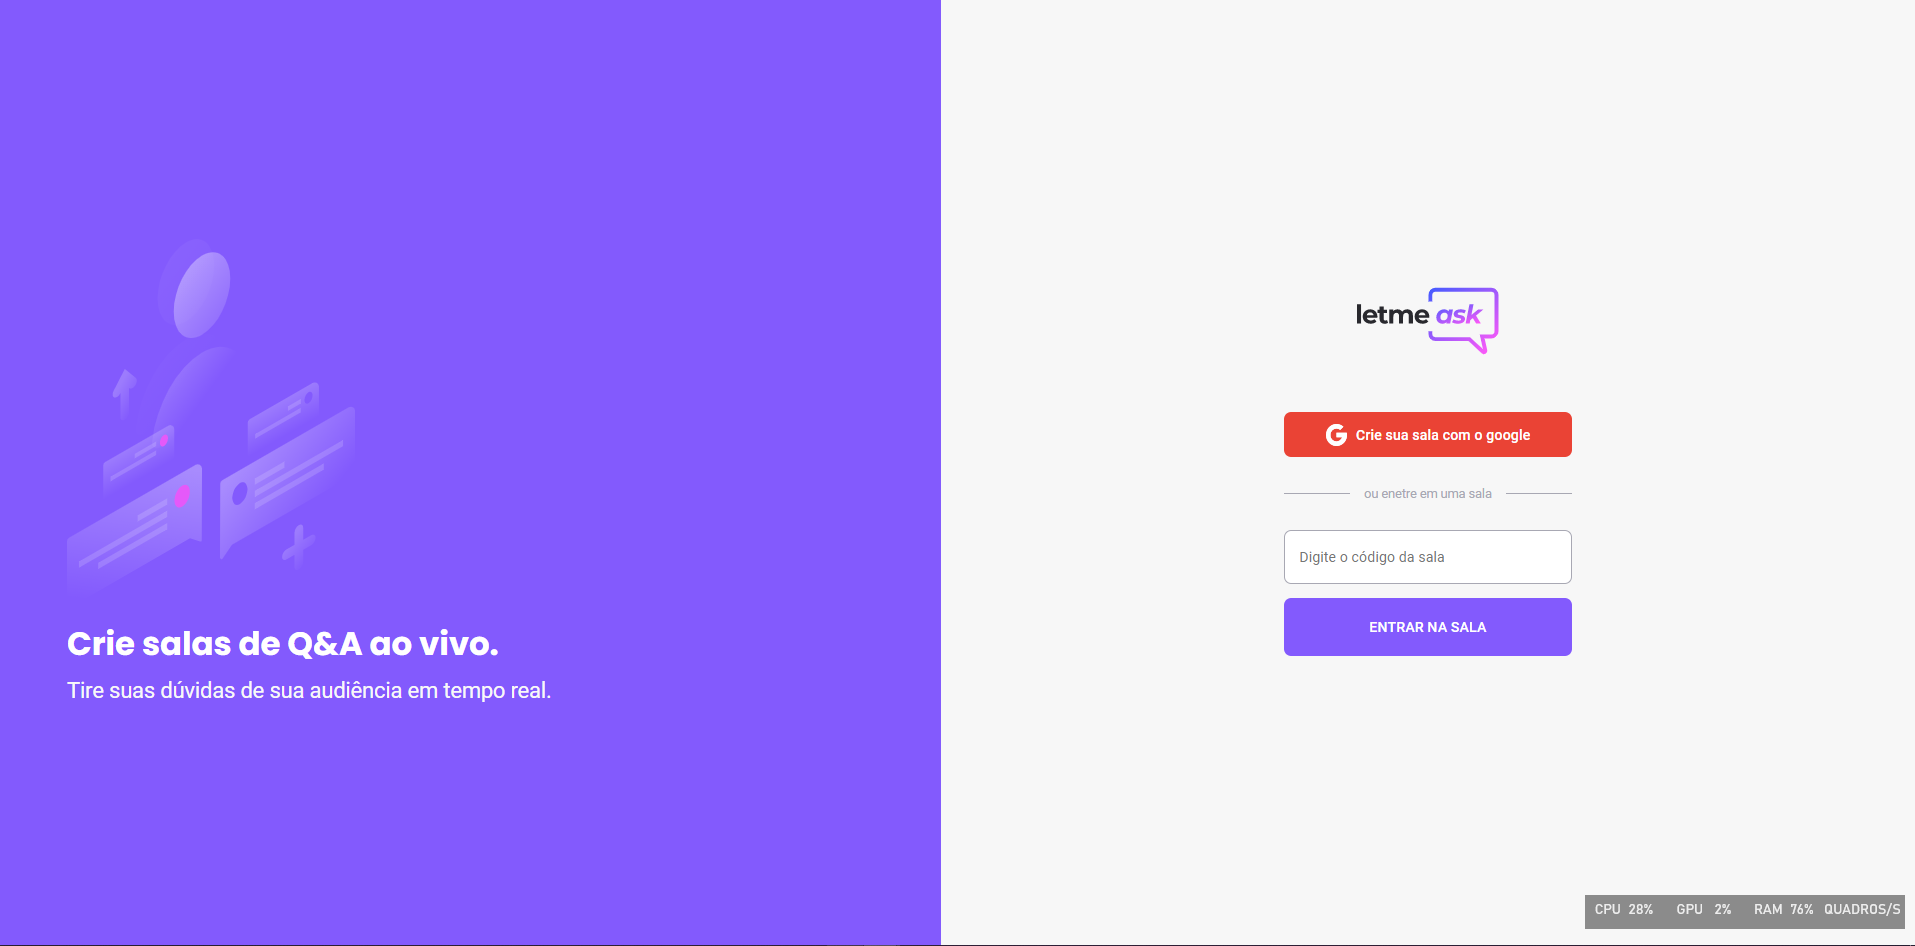 Crie salas de Q&A ao vivo.
Tire suas dúvidas de sua audiência em tempo real.
letme ask
Crie sua sala com o google
ou enetre em uma sala
Digite o código da sala
ENTRAR NA SALA
CPU 28% GPU 2% RAM 76% QUADROS/S